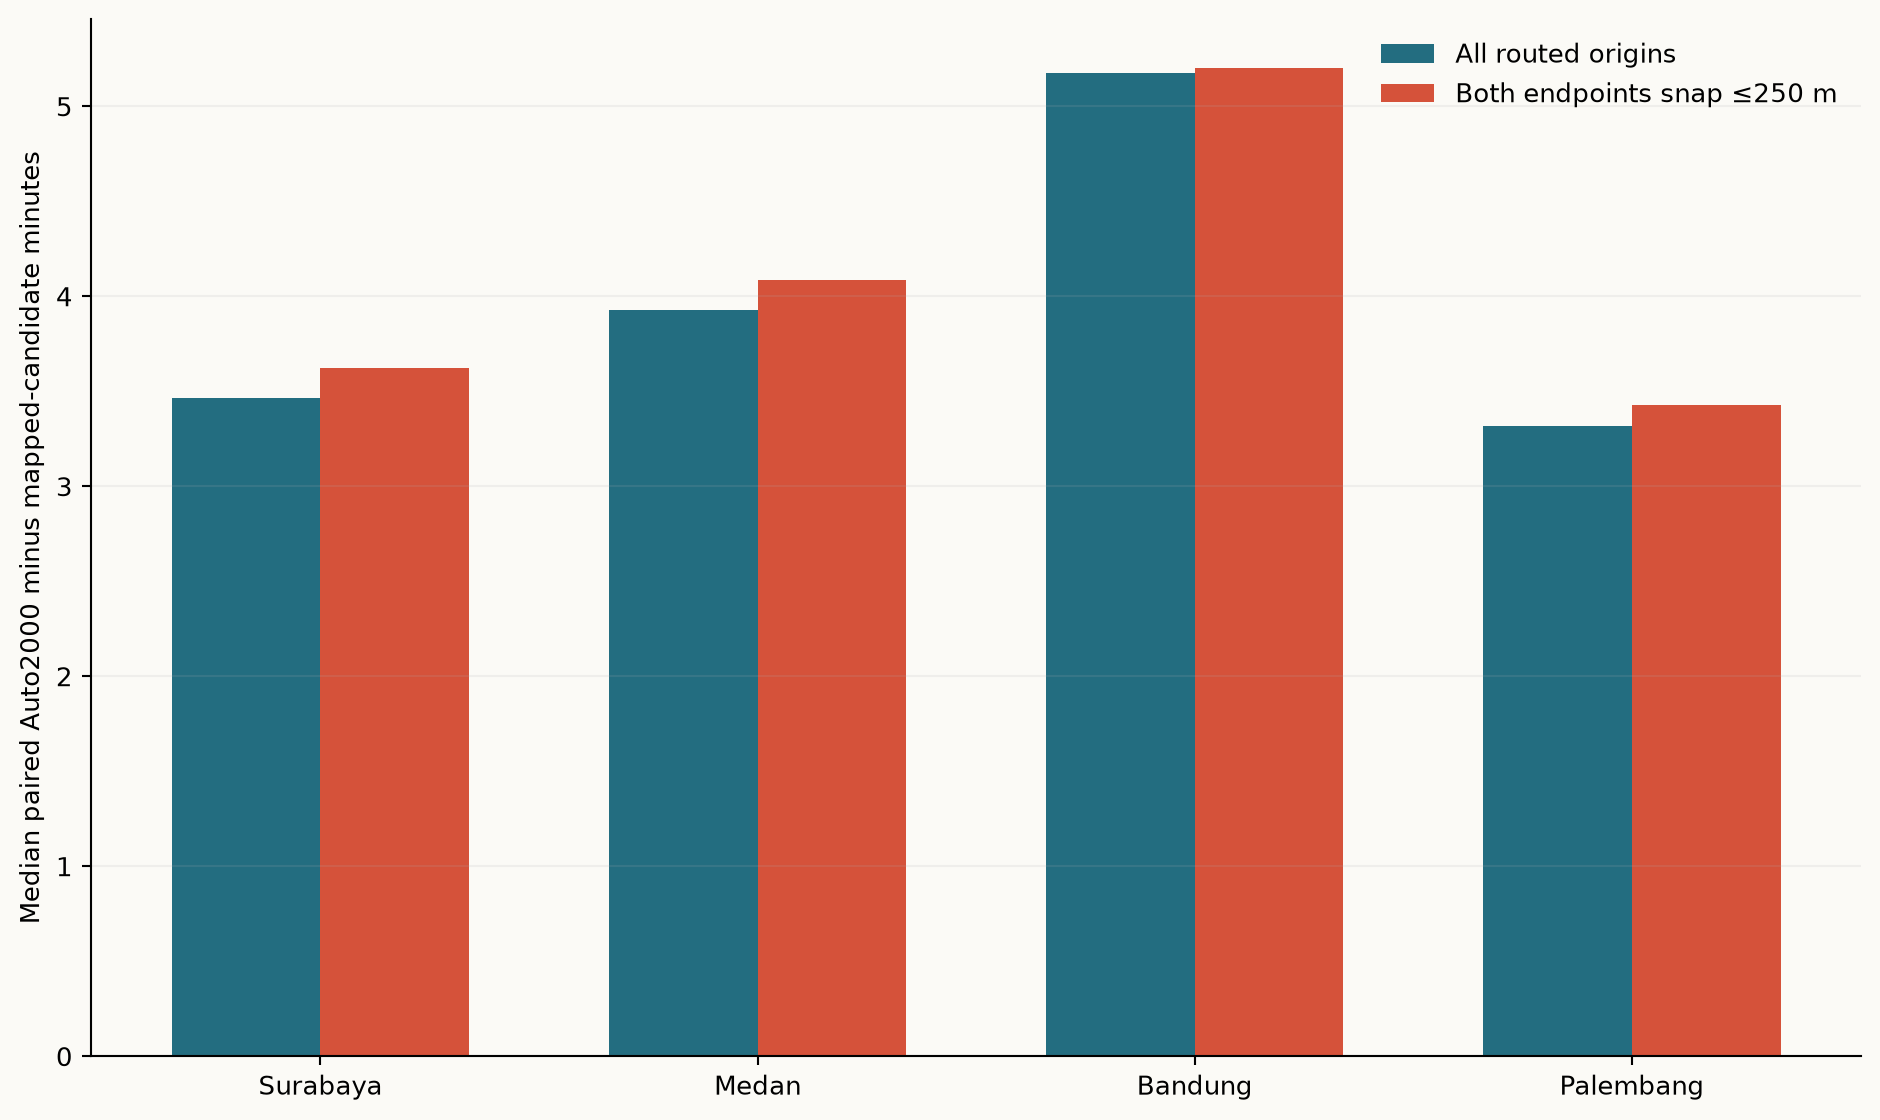 All routed origins
Both endpoints snap ≤250 m
Median paired Auto2000 minus mapped-candidate minutes
5
4
3
2
1
0
Surabaya
Medan
Bandung
Palembang